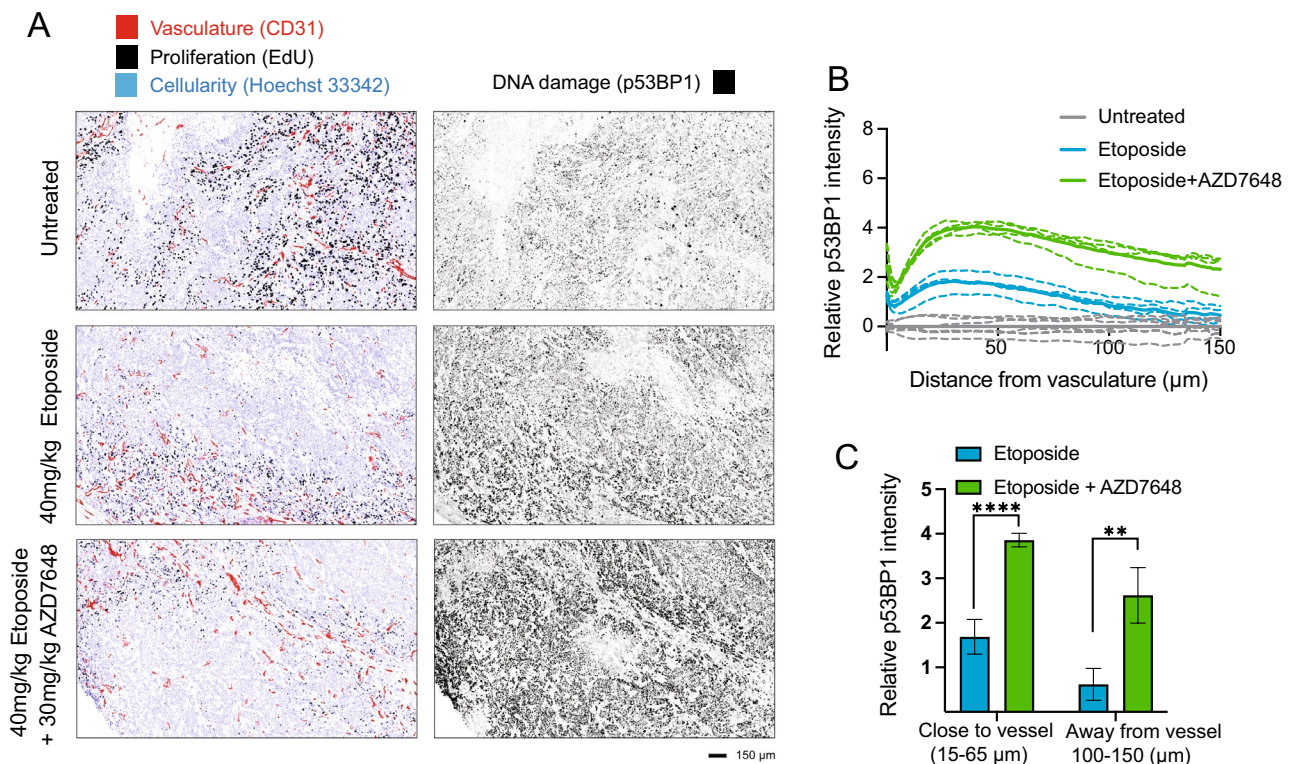 A
Vasculature (CD31)
Proliferation (EdU)
Cellularity (Hoechst 33342)
DNA damage (p53BP1)
Untreated
40mg/kg Etoposide
40mg/kg Etoposide
+ 30mg/kg AZD7648
150 µm
B
Untreated
Etoposide
Etoposide+AZD7648
Relative p53BP1 intensity
8
6
4
2
0
50
100
150
Distance from vasculature (µm)
C
Etoposide
Etoposide + AZD7648
Relative p53BP1 intensity
5
4
3
2
1
****
**
Close to vessel
(15-65 µm)
Away from vessel
100-150 (µm)